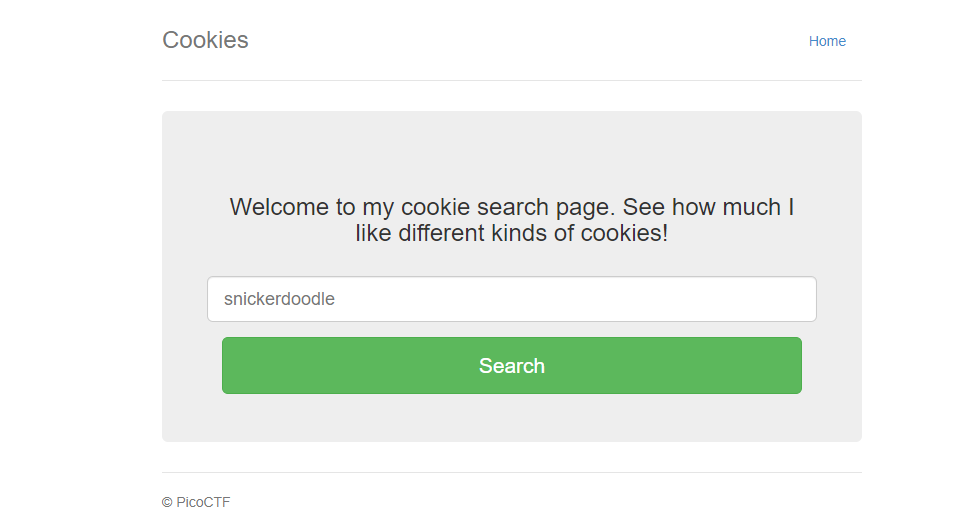 Cookies
Home
Welcome to my cookie search page. See how much I
like different kinds of cookies!
snickerdoodle
Search
© PicoCTF